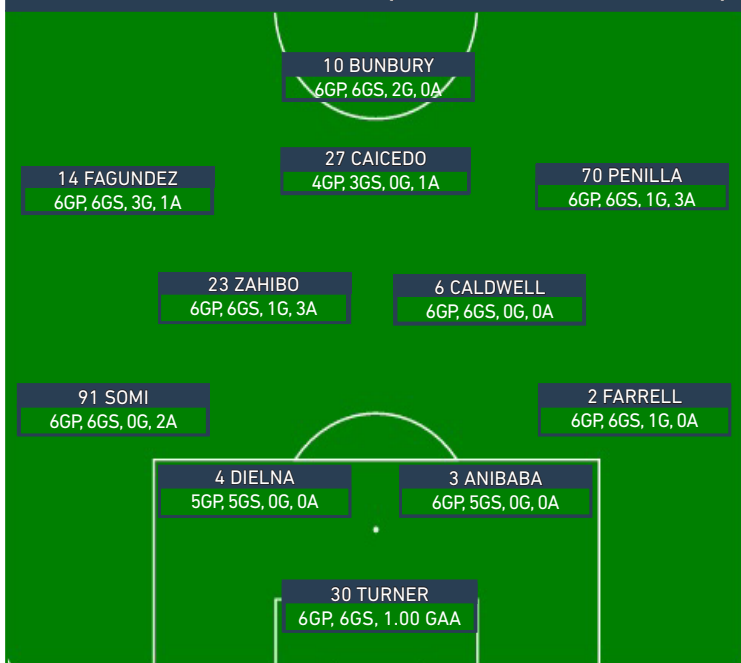 10 BUNBURY
6GP, 6GS, 2G, 0A
27 CAICEDO
4GP, 3GS, 0G, 1A
14 FAGUNDEZ
6GP, 6GS, 3G, 1A
70 PENILLA
6GP, 6GS, 1G, 3A
23 ZAHIBO
6GP, 6GS, 1G, 3A
6 CALDWELL
6GP, 6GS, 0G, 0A
91 SOMI
6GP, 6GS, 0G, 2A
2 FARRELL
6GP, 6GS, 1G, 0A
4 DIELNA
5GP, 5GS, 0G, 0A
3 ANIBABA
6GP, 5GS, 0G, 0A
30 TURNER
6GP, 6GS, 1.00 GAA